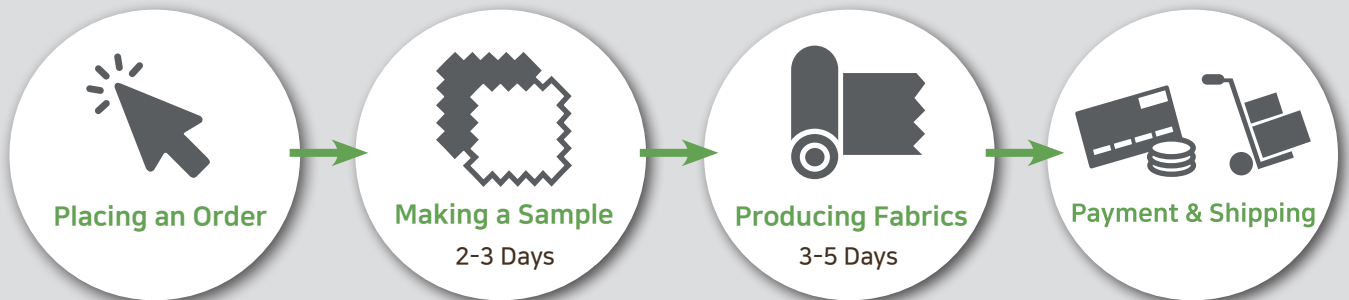 Placing an Order
Making a Sample
2-3 Days
Producing Fabrics
3-5 Days
Payment & Shipping